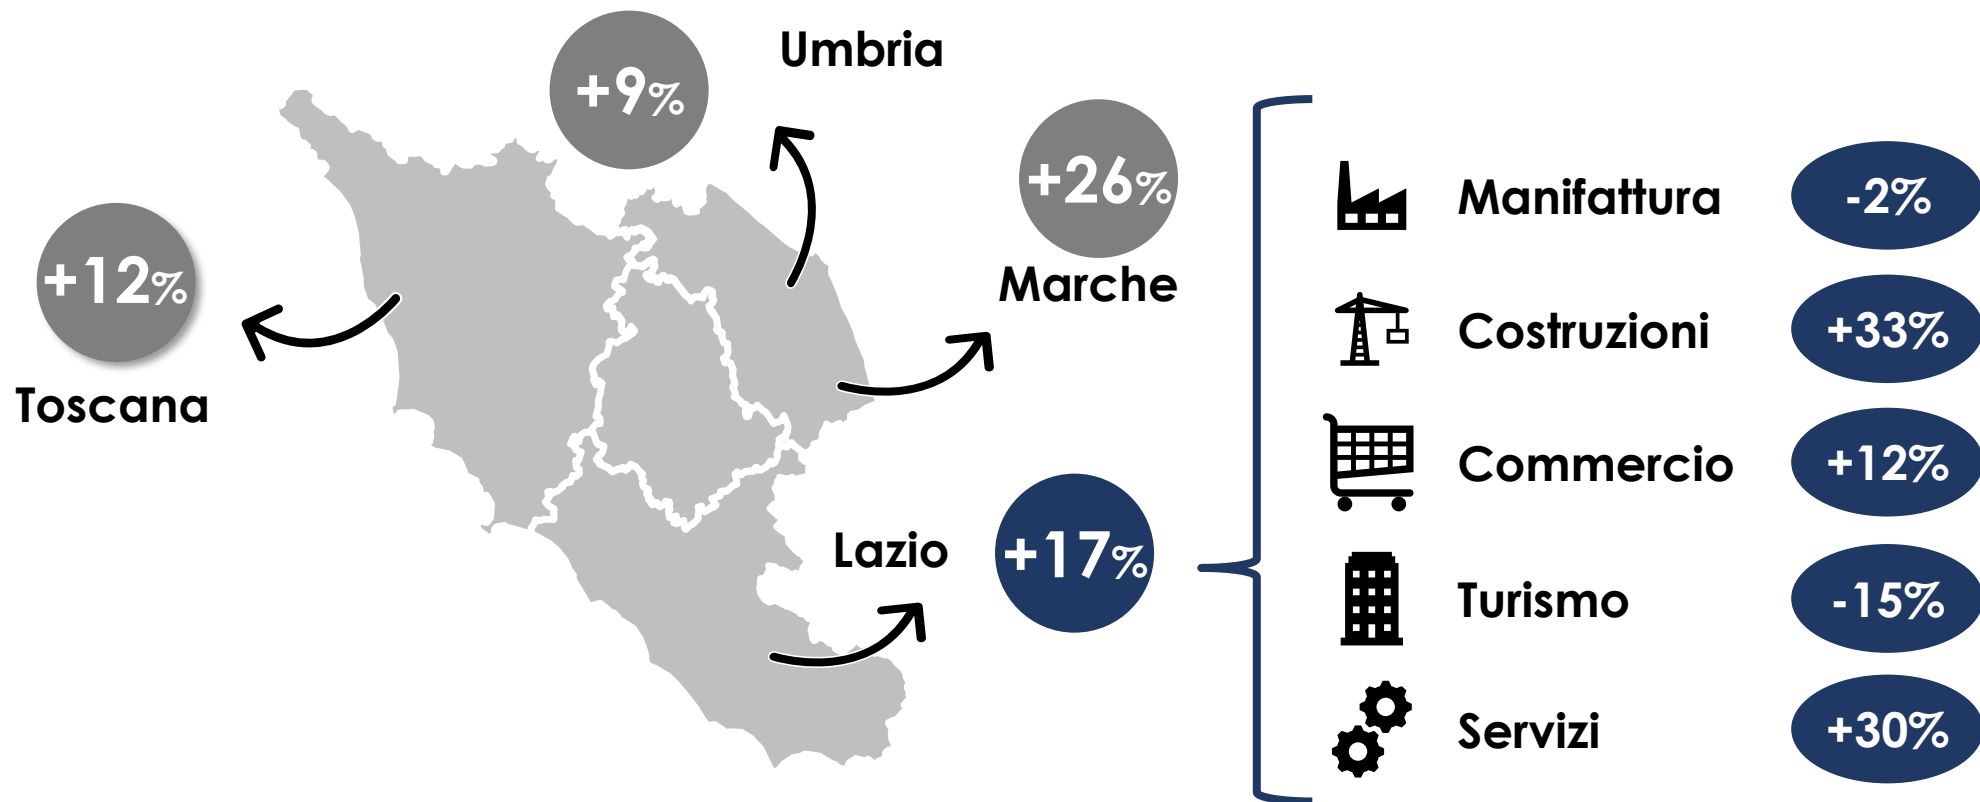 Umbria
+9%
+26%
Marche
+12%
Toscana
Lazio
+17%
Manifattura
-2%
Costruzioni
+33%
Commercio
+12%
Turismo
-15%
Servizi
+30%